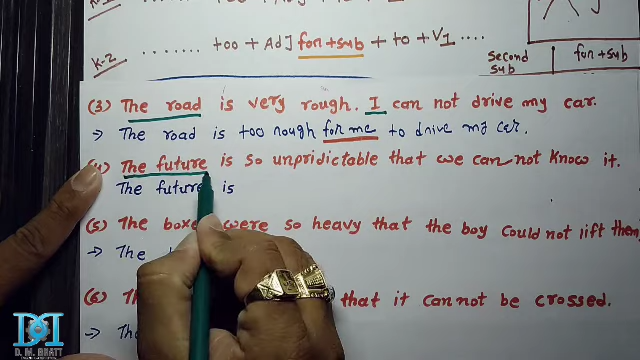 K-2 ........ too + Adj for + sub + to + V1 ....
Second sub
for + sub
(3) The road is very rough. I can not drive my car.
→ The road is too rough for me to drive my car.
The future is so unpridictable that we can not know it.
The future is
(5) The boxes were so heavy that the boy could not lift them
→ The
(6) that it can not be crossed.
→ The
D. M. BHATT